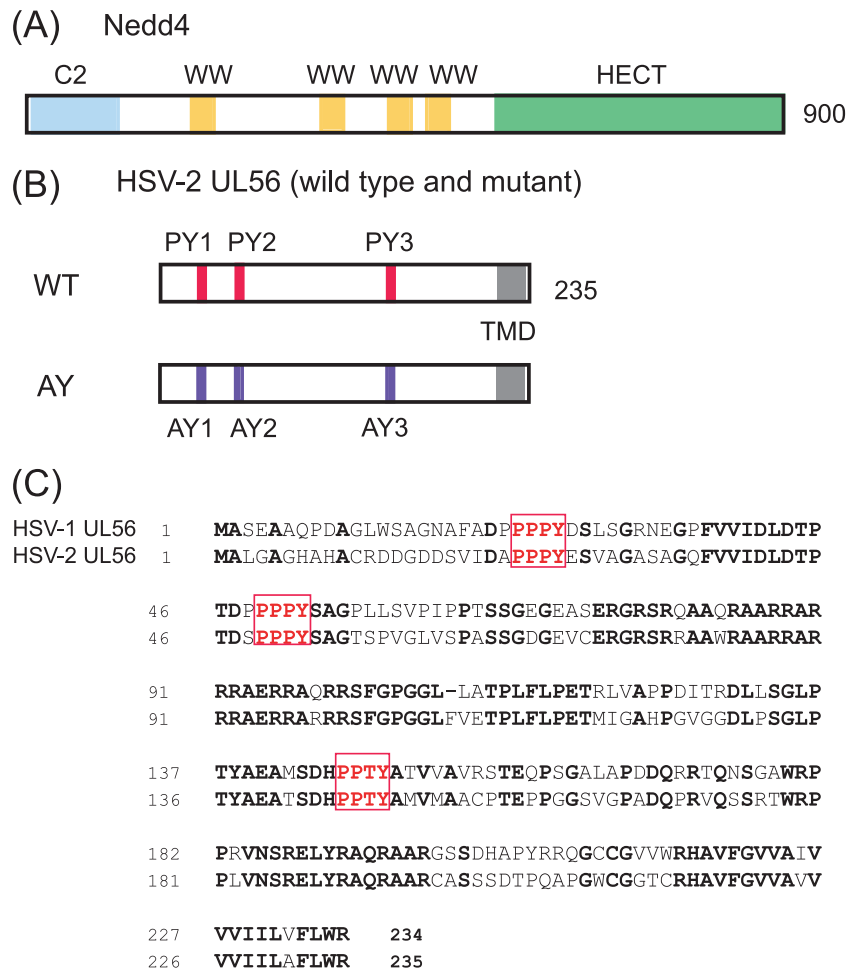 (A) Nedd4
C2 WW WW WW WW HECT
900
(B) HSV-2 UL56 (wild type and mutant)
PY1 PY2 PY3
WT 235
TMD
AY
AY1 AY2 AY3
(C)
HSV-1 UL56 1 MASEAAQPDAGLWSAGNAFADPPPPYDSLSGRNEGPFVVIDLDTP
HSV-2 UL56 1 MALGAGHAHACRDDGDDSVIDAPPPYESVAGASAGQFVVIDLDTP
46 TDPPPPYSAGPLLSVPIPPTSSGEGEASERGRSRQAAQRAARRAR
46 TDSPPPYSAGTSPVGLVSPASSGDGEVCERGRSRRAAWRAARRAR
91 RRAERRAQRRSFGPGGL-LATPLFLPETRLVAPPDITRDLLSGLP
91 RRAERRARRRSFGPGGLFVETPLFLPETMIGAHPGVGGDLPSGLP
137 TYAEAMSDHPPTYATVVAVRSTEQPSGALAPDDQRRTQNSGAWRP
136 TYAEATSDHPPTYAMVMAACPTEPPGGSVGPADQPRVQSSRTWRP
182 PRVNSRELYRAQRAARGSSDHAPYRRQGCCGVVWRHAVFGVVAIV
181 PLVNSRELYRAQRAARCASSSDTPQAPGWCGGTCRHAVFGVVAVV
227 VVIILVFLWR 234
226 VVIILAFLWR 235